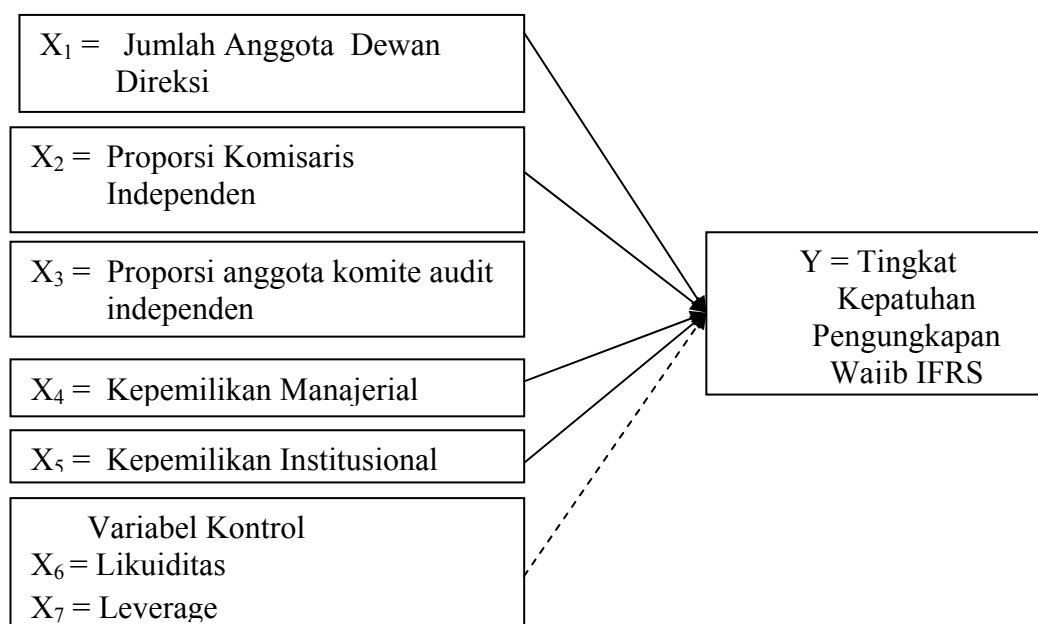 X₁ = Jumlah Anggota Dewan
Direksi
X₂ = Proporsi Komisaris
Independen
X₃ = Proporsi anggota komite audit
independen
X₄ = Kepemilikan Manajerial
X₅ = Kepemilikan Institusional
Variabel Kontrol
X₆ = Likuiditas
X₇ = Leverage
Y = Tingkat
Kepatuhan
Pengungkapan
Wajib IFRS